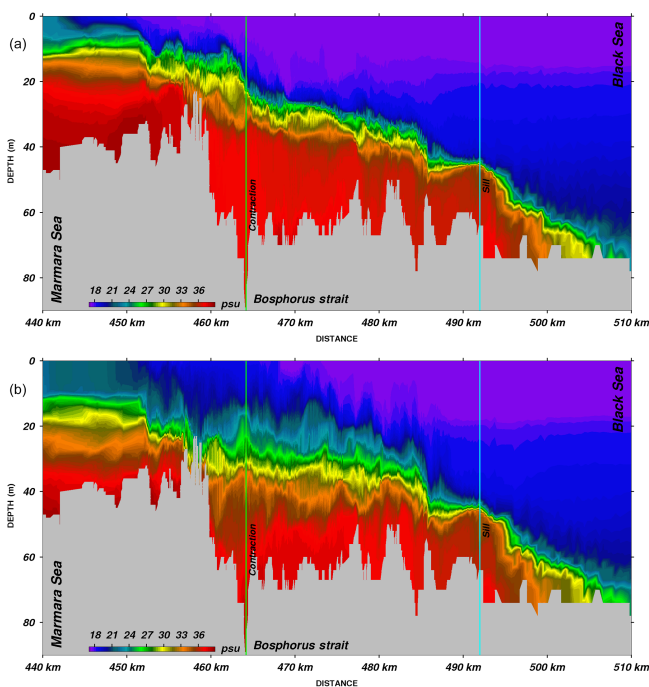 (a)
0
20
40
60
80
DEPTH (m)
Black Sea
Marmara Sea
Contraction
Sill
18 21 24 27 30 33 36
psu
Bosphorus strait
440 km 450 km 460 km 470 km 480 km 490 km 500 km 510 km
DISTANCE
(b)
0
20
40
60
80
DEPTH (m)
Black Sea
Marmara Sea
Contraction
Sill
18 21 24 27 30 33 36
psu
Bosphorus strait
440 km 450 km 460 km 470 km 480 km 490 km 500 km 510 km
DISTANCE